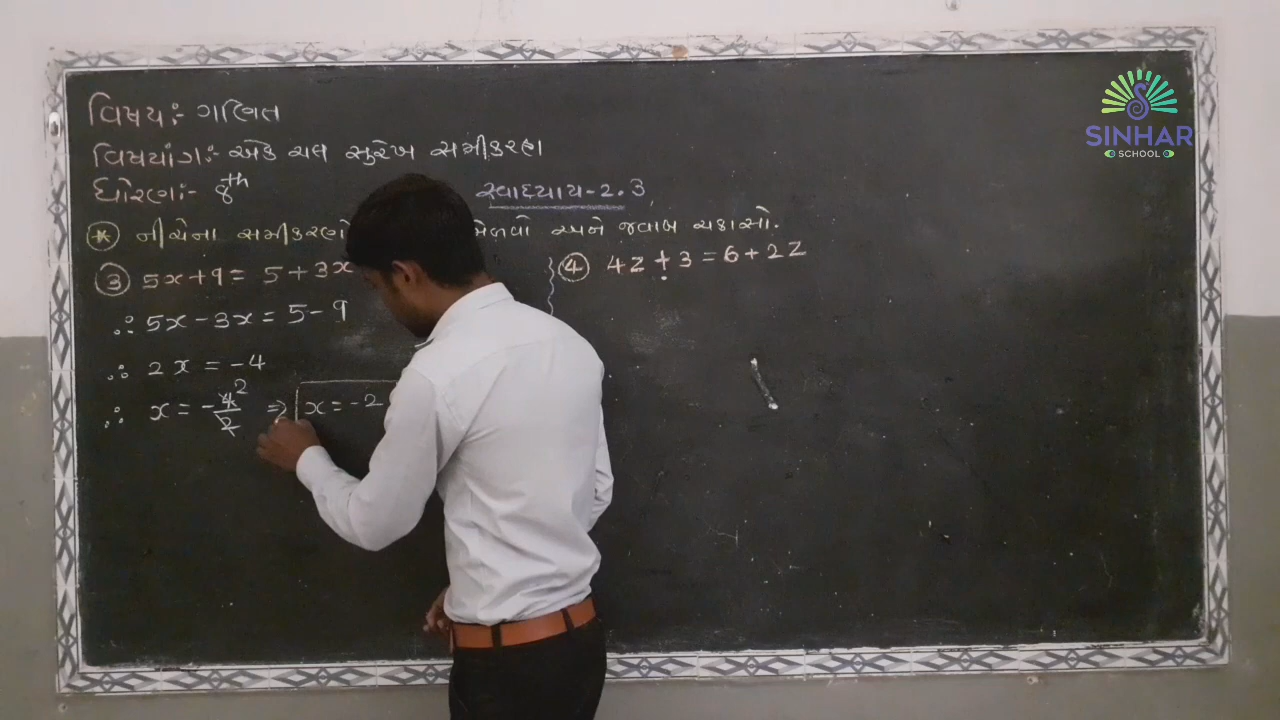 વિષય:- ગણિત
વિષયાંગ:- એક ચલ સુરેખ સમીકરણ
ધોરણ:- 8th
સ્વાધ્યાય-2.3
* નીચેના સમીકરણો મેળવો અને જવાબ ચકાસો.
3 5x+9 = 5+3x
∴ 5x-3x = 5-9
∴ 2x = -4
∴ x = -4/2 2 ⇒ x = -2
4 4z+3 = 6+2z
SINHAR
SCHOOL